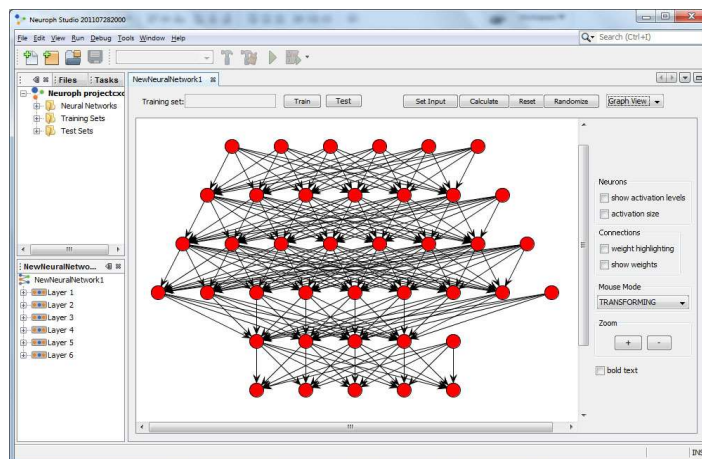 Neuroph Studio 201107282000
File Edit View Run Debug Tools Window Help
Search (Ctrl+I)
Files Tasks
NewNeuralNetwork1
Neuroph projectcxc
Neural Networks
Training Sets
Test Sets
Training set:
Train
Test
Set Input
Calculate
Reset
Randomize
Graph View
Neurons
show activation levels
activation size
Connections
weight highlighting
show weights
Mouse Mode
TRANSFORMING
Zoom
+ -
bold text
NewNeuralNetwo...
NewNeuralNetwork1
Layer 1
Layer 2
Layer 3
Layer 4
Layer 5
Layer 6
INS